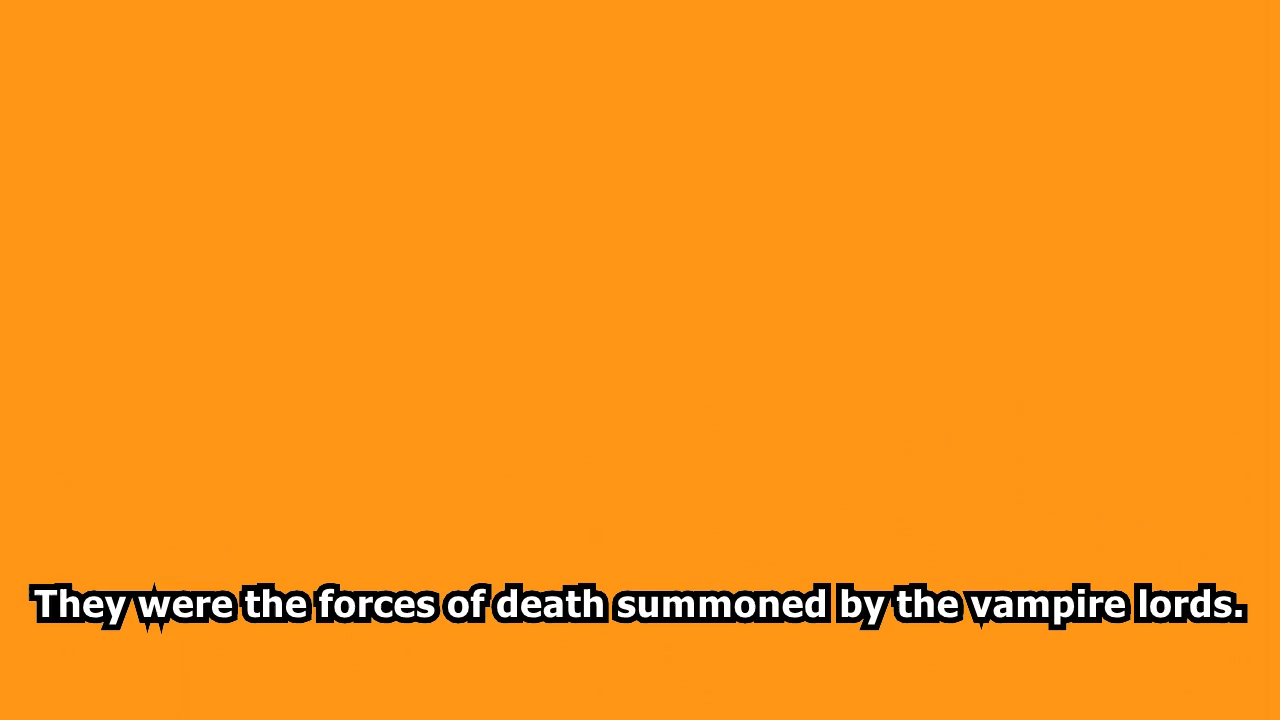 They were the forces of death summoned by the vampire lords.